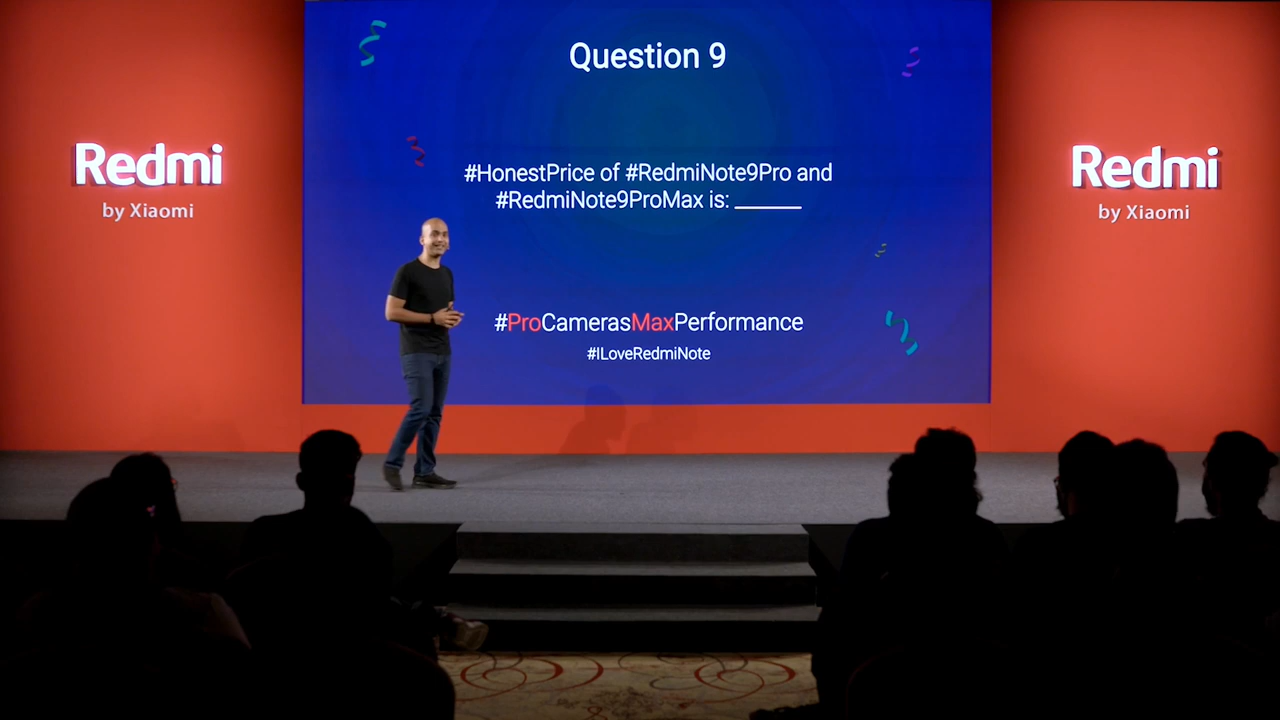 Question 9
#HonestPrice of #RedmiNote9Pro and
#RedmiNote9ProMax is: ______
#ProCamerasMaxPerformance
#ILoveRedmiNote
Redmi
by Xiaomi
Redmi
by Xiaomi